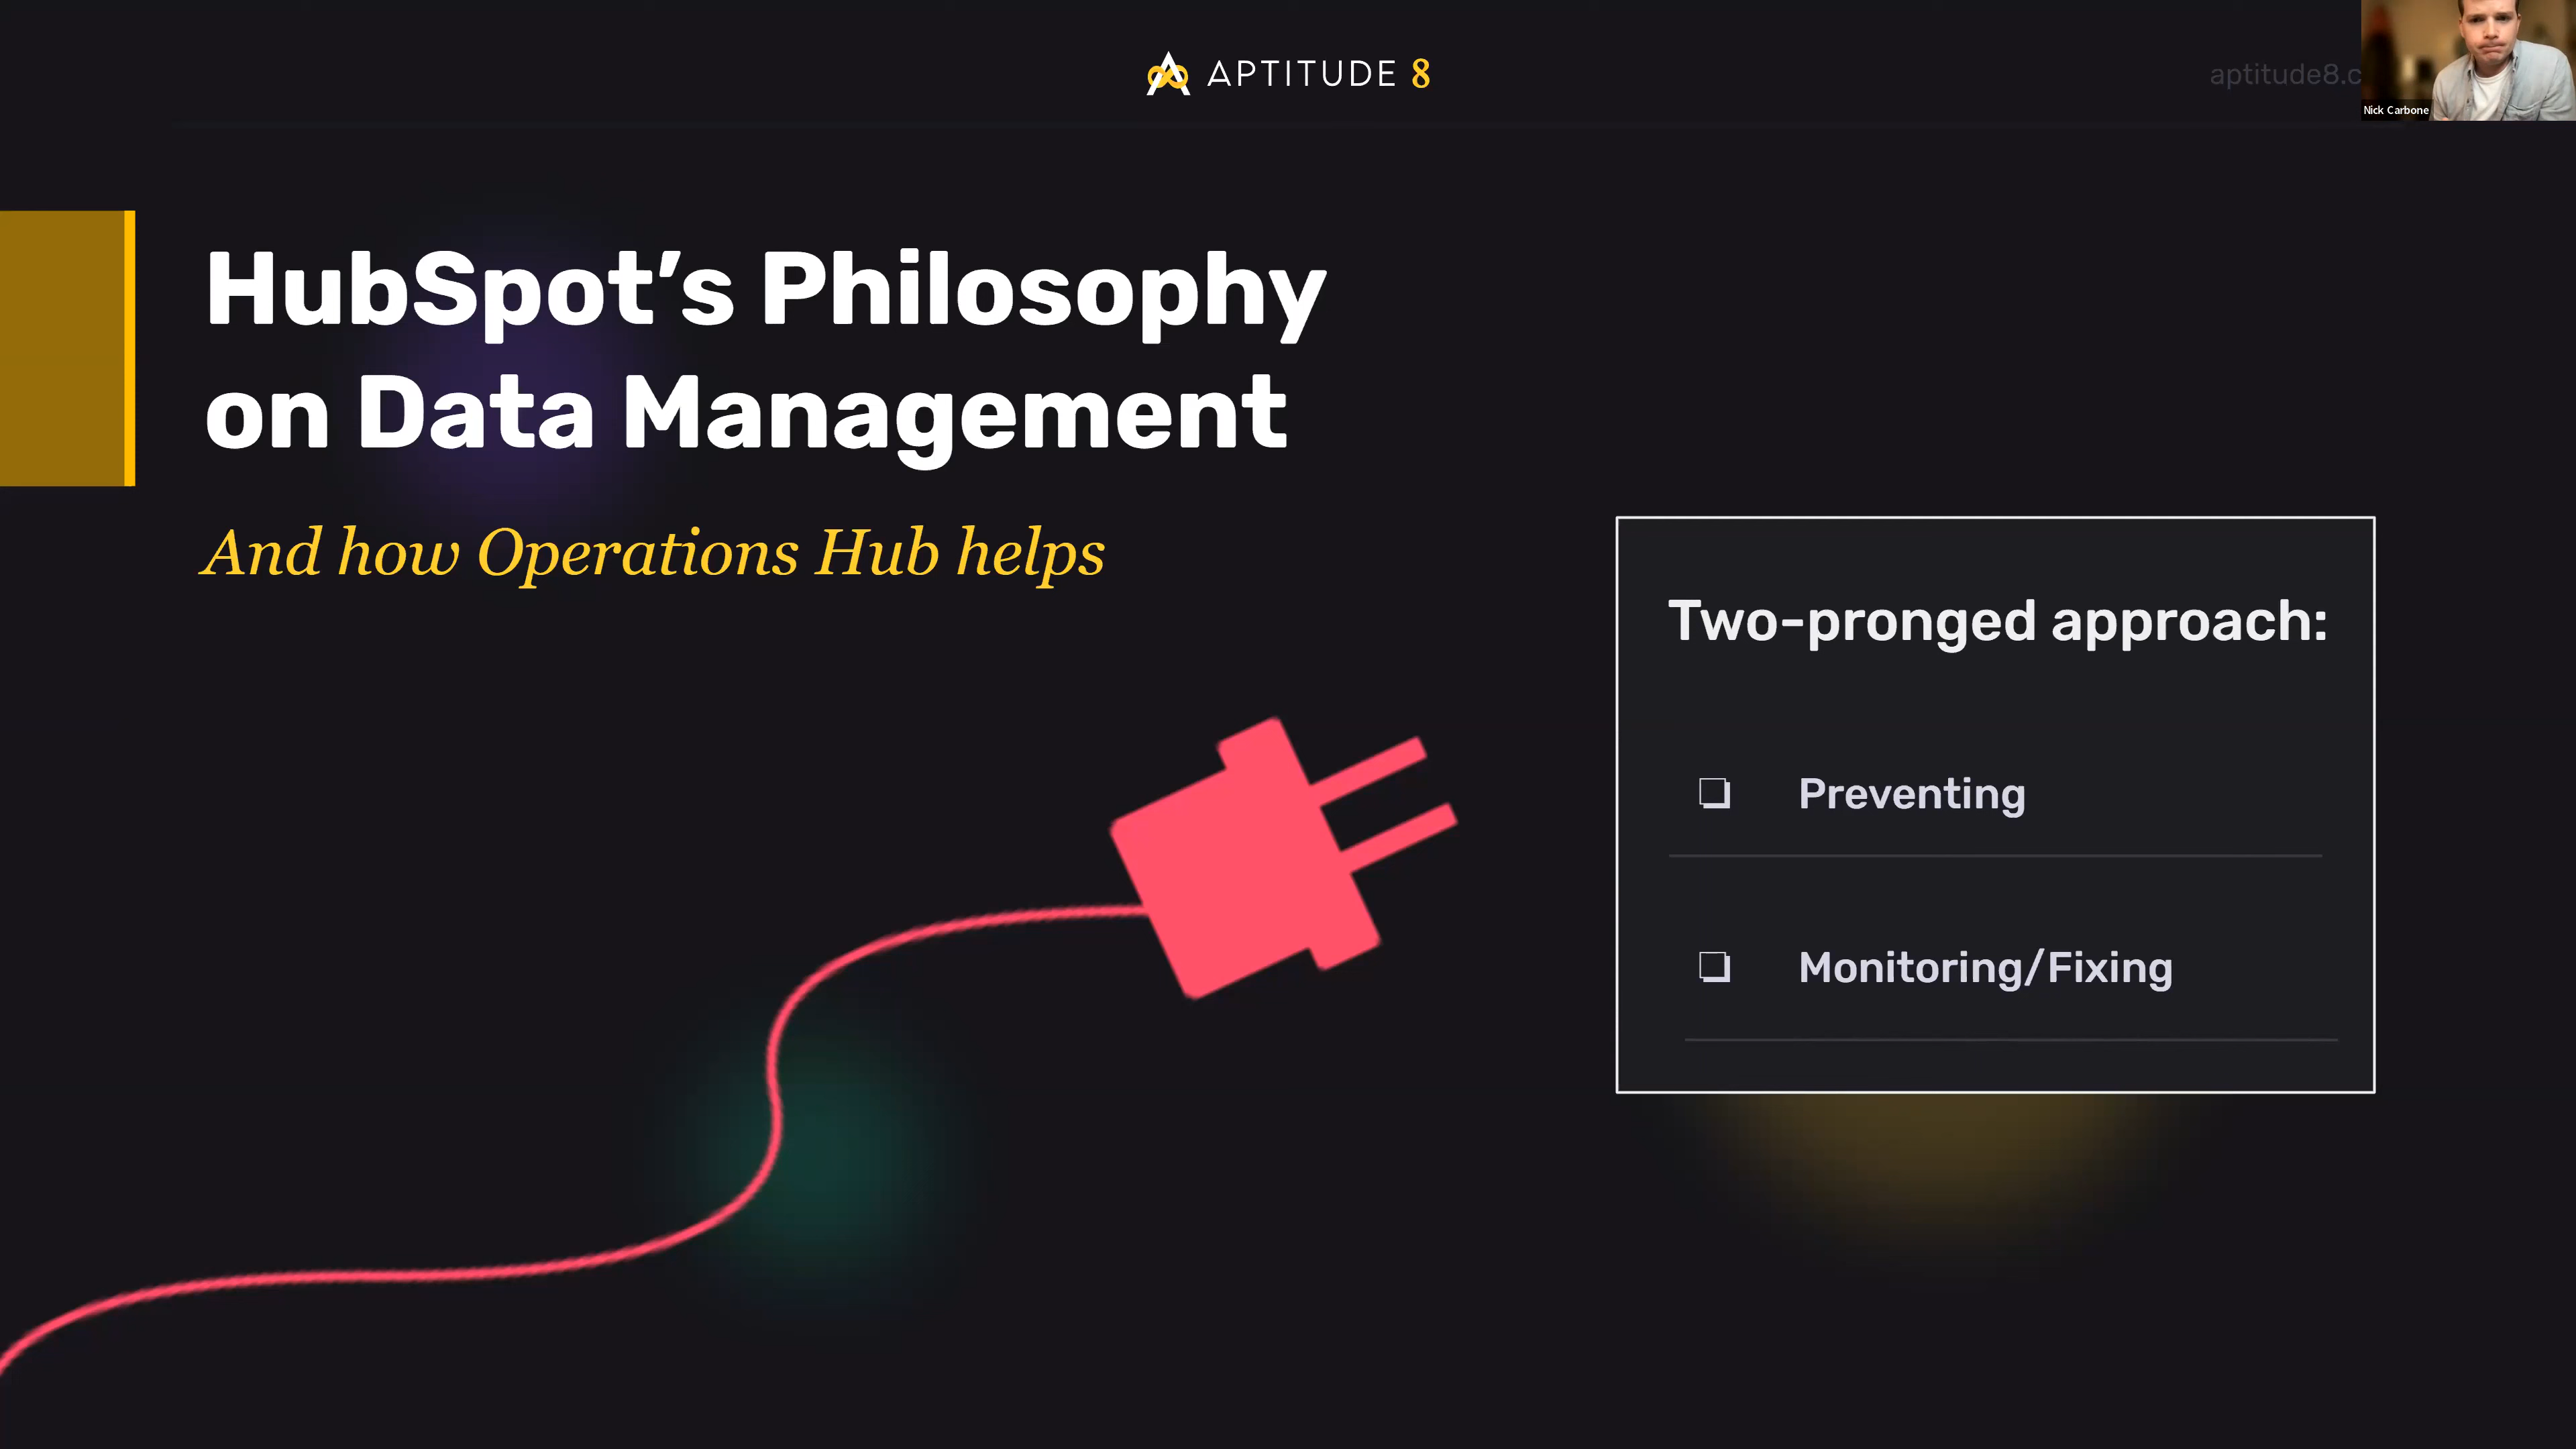 APTITUDE 8
aptitude8.c
Nick Carbone
HubSpot’s Philosophy
on Data Management
And how Operations Hub helps
Two-pronged approach:
❏ Preventing
❏ Monitoring/Fixing